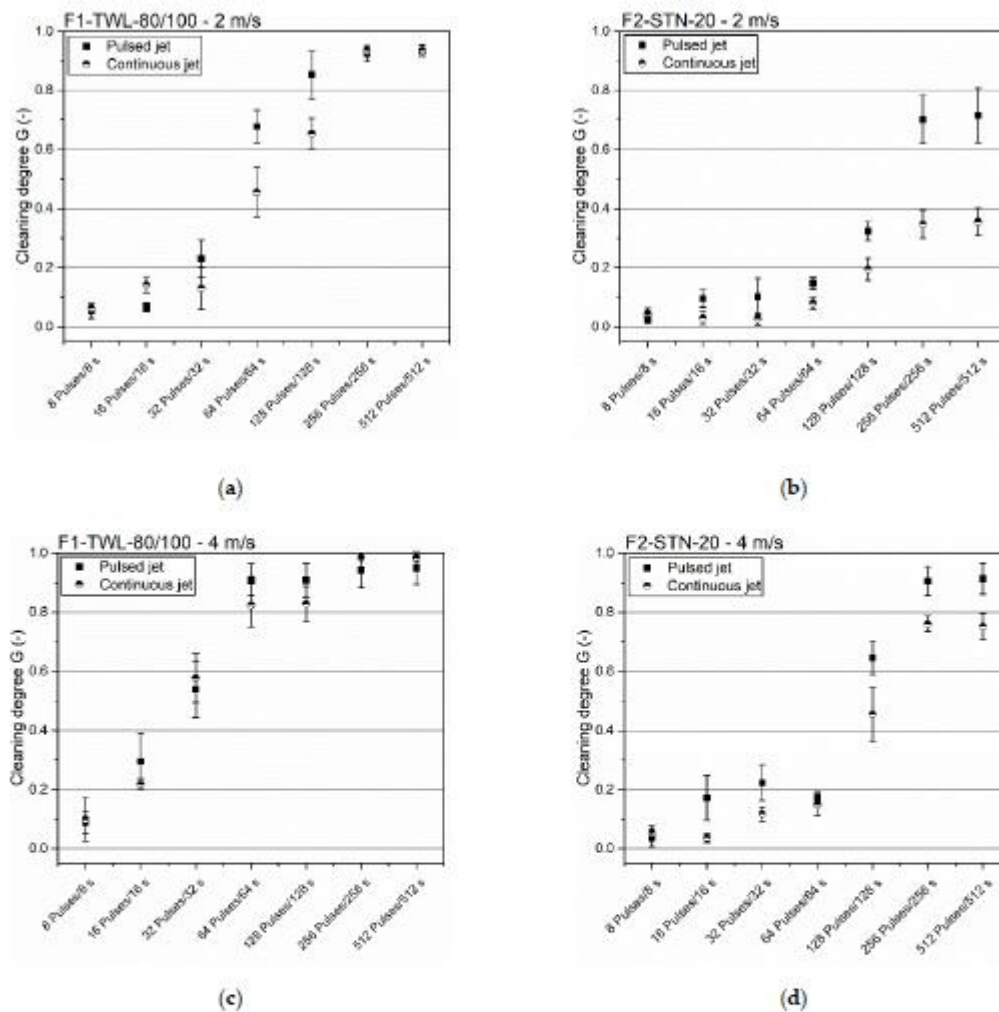 F1-TWL-80/100 - 2 m/s
Pulsed jet
Continuous jet
Cleaning degree G (-)
1.0
0.8
0.6
0.4
0.2
0.0
8 Pulses/8 s
16 Pulses/16 s
32 Pulses/32 s
64 Pulses/64 s
128 Pulses/128 s
256 Pulses/256 s
512 Pulses/512 s
(a)
F2-STN-20 - 2 m/s
Pulsed jet
Continuous jet
Cleaning degree G (-)
1.0
0.8
0.6
0.4
0.2
0.0
8 Pulses/8 s
16 Pulses/16 s
32 Pulses/32 s
64 Pulses/64 s
128 Pulses/128 s
256 Pulses/256 s
512 Pulses/512 s
(b)
F1-TWL-80/100 - 4 m/s
Pulsed jet
Continuous jet
Cleaning degree G (-)
1.0
0.8
0.6
0.4
0.2
0.0
8 Pulses/8 s
16 Pulses/16 s
32 Pulses/32 s
64 Pulses/64 s
128 Pulses/128 s
256 Pulses/256 s
512 Pulses/512 s
(c)
F2-STN-20 - 4 m/s
Pulsed jet
Continuous jet
Cleaning degree G (-)
1.0
0.8
0.6
0.4
0.2
0.0
8 Pulses/8 s
16 Pulses/16 s
32 Pulses/32 s
64 Pulses/64 s
128 Pulses/128 s
256 Pulses/256 s
512 Pulses/512 s
(d)